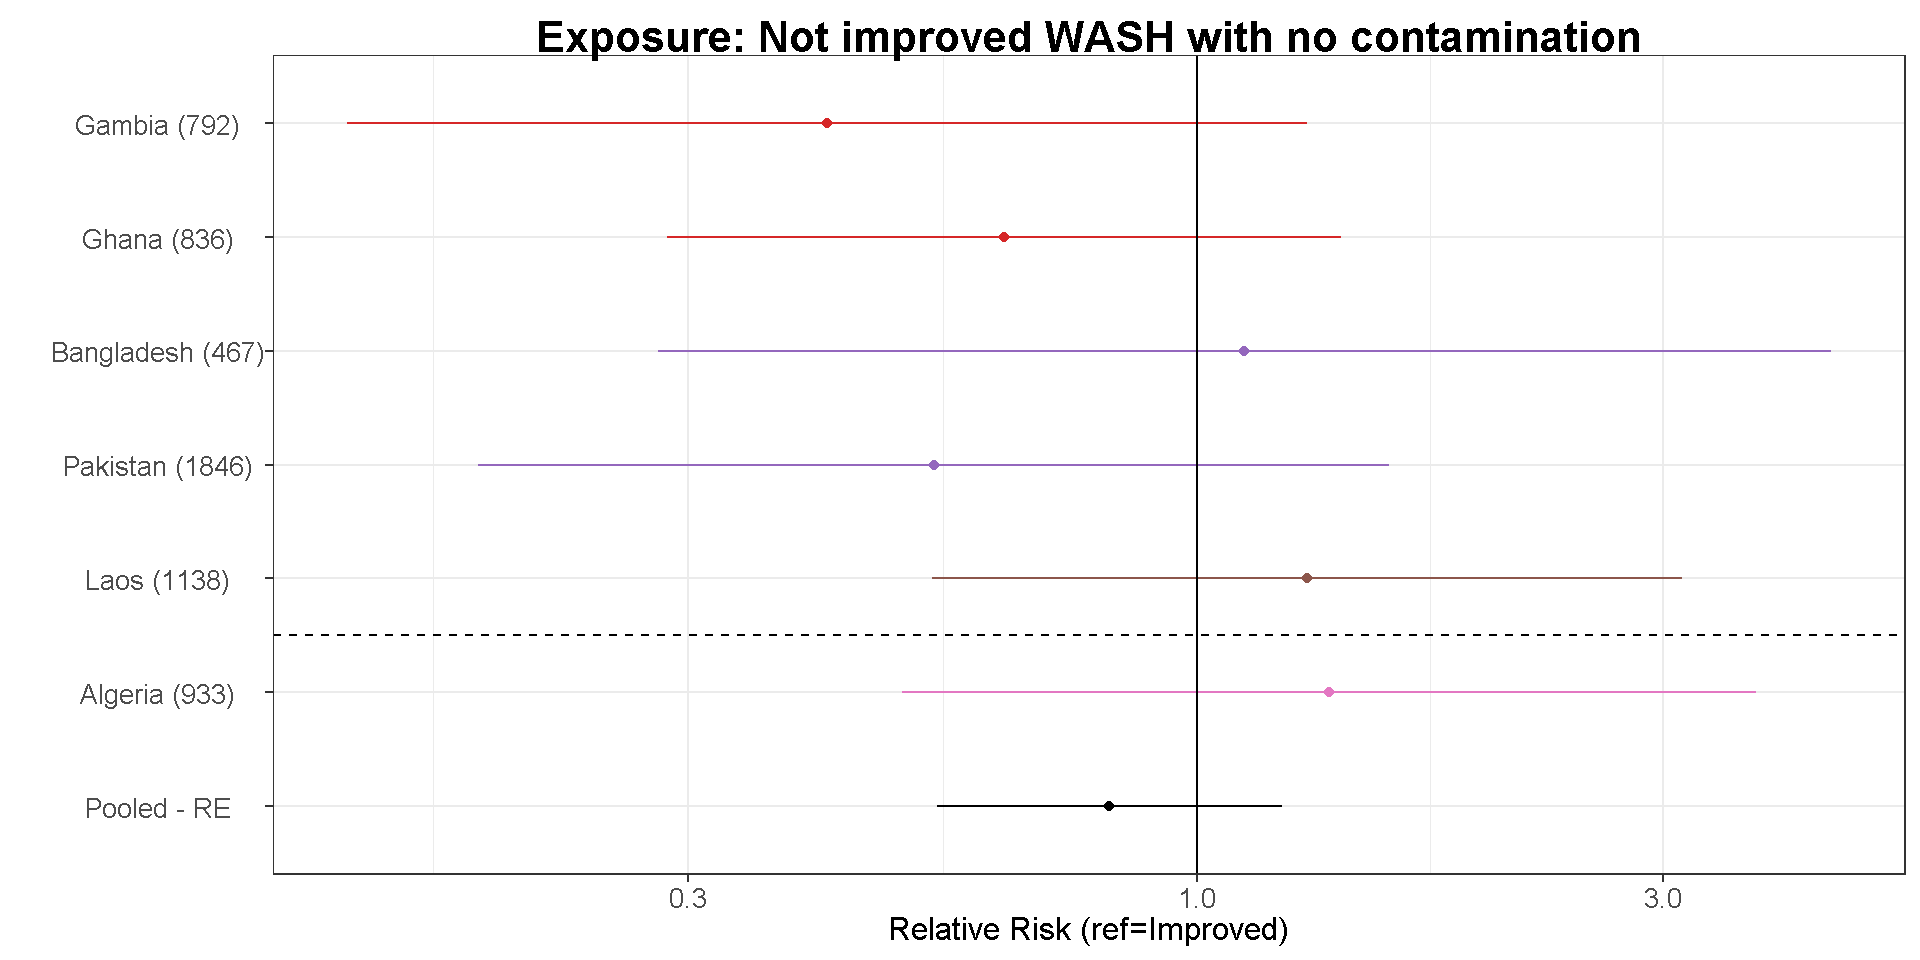 Exposure: Not improved WASH with no contamination
Gambia (792)
Ghana (836)
Bangladesh (467)
Pakistan (1846)
Laos (1138)
Algeria (933)
Pooled - RE
0.3 1.0 3.0
Relative Risk (ref=Improved)